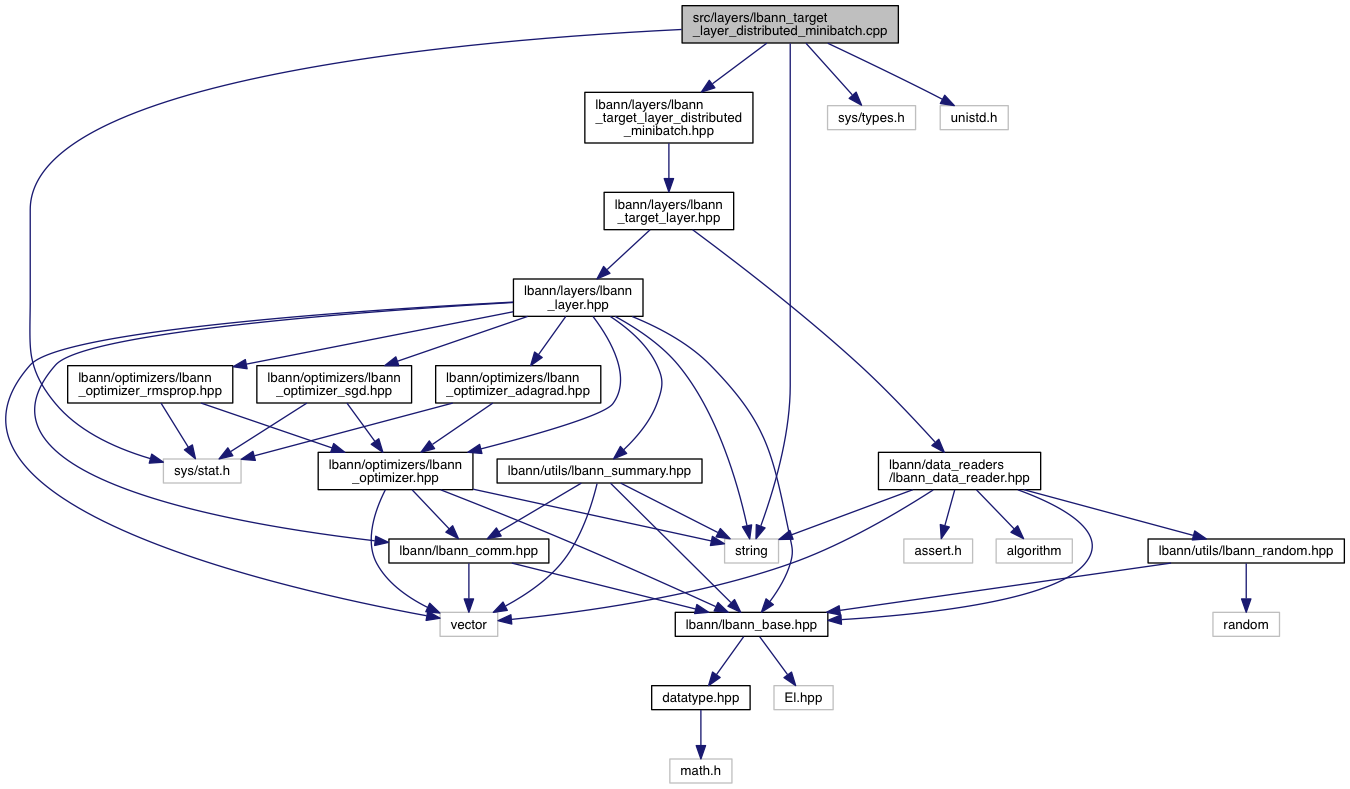 src/layers/lbann_target
_layer_distributed_minibatch.cpp
lbann/layers/lbann
_target_layer_distributed
_minibatch.hpp
sys/types.h
unistd.h
lbann/layers/lbann
_target_layer.hpp
lbann/layers/lbann
_layer.hpp
lbann/optimizers/lbann
_optimizer_rmsprop.hpp
lbann/optimizers/lbann
_optimizer_sgd.hpp
lbann/optimizers/lbann
_optimizer_adagrad.hpp
sys/stat.h
lbann/optimizers/lbann
_optimizer.hpp
lbann/utils/lbann_summary.hpp
lbann/data_readers
/lbann_data_reader.hpp
lbann/lbann_comm.hpp
string
assert.h
algorithm
lbann/utils/lbann_random.hpp
vector
lbann/lbann_base.hpp
random
datatype.hpp
El.hpp
math.h